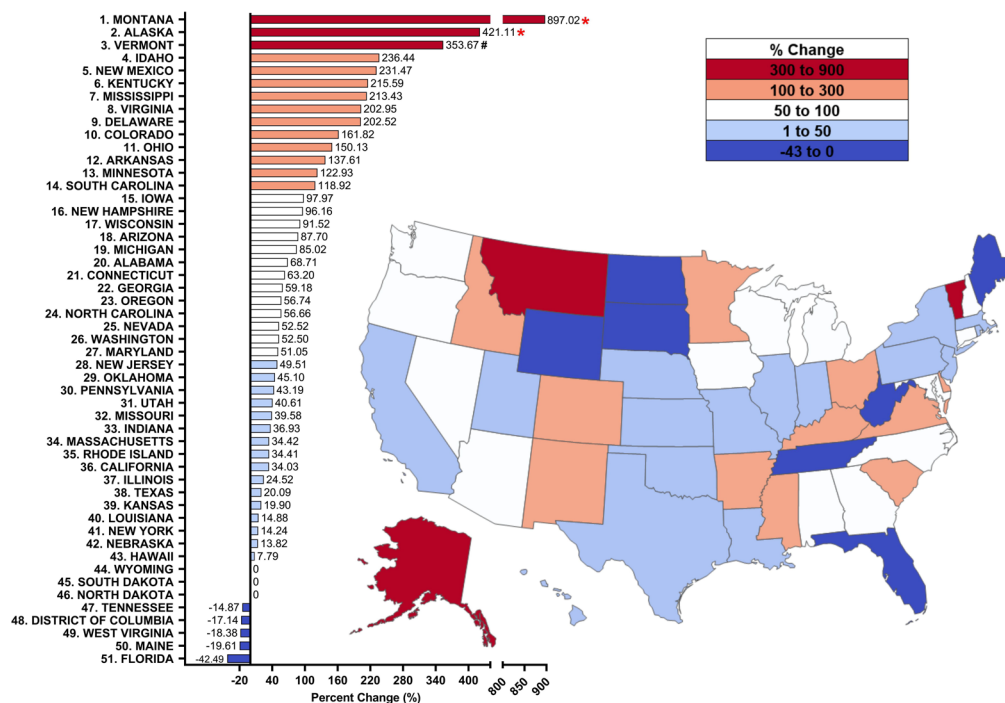 1. MONTANA 897.02 *
2. ALASKA 421.11 *
3. VERMONT 353.67 #
4. IDAHO 236.44
5. NEW MEXICO 231.47
6. KENTUCKY 215.59
7. MISSISSIPPI 213.43
8. VIRGINIA 202.95
9. DELAWARE 202.52
10. COLORADO 161.82
11. OHIO 150.13
12. ARKANSAS 137.61
13. MINNESOTA 122.93
14. SOUTH CAROLINA 118.92
15. IOWA 97.97
16. NEW HAMPSHIRE 96.16
17. WISCONSIN 91.52
18. ARIZONA 87.70
19. MICHIGAN 85.02
20. ALABAMA 68.71
21. CONNECTICUT 63.20
22. GEORGIA 59.18
23. OREGON 56.74
24. NORTH CAROLINA 56.66
25. NEVADA 52.52
26. WASHINGTON 52.50
27. MARYLAND 51.05
28. NEW JERSEY 49.51
29. OKLAHOMA 45.10
30. PENNSYLVANIA 43.19
31. UTAH 40.61
32. MISSOURI 39.58
33. INDIANA 36.93
34. MASSACHUSETTS 34.42
35. RHODE ISLAND 34.41
36. CALIFORNIA 34.03
37. ILLINOIS 24.52
38. TEXAS 20.09
39. KANSAS 19.90
40. LOUISIANA 14.88
41. NEW YORK 14.24
42. NEBRASKA 13.82
43. HAWAII 7.79
44. WYOMING 0
45. SOUTH DAKOTA 0
46. NORTH DAKOTA 0
47. TENNESSEE -14.87
48. DISTRICT OF COLUMBIA -17.14
49. WEST VIRGINIA -18.38
50. MAINE -19.61
51. FLORIDA -42.49
-20 40 100 160 220 280 340 400 800 850 900
Percent Change (%)
% Change
300 to 900
100 to 300
50 to 100
1 to 50
-43 to 0